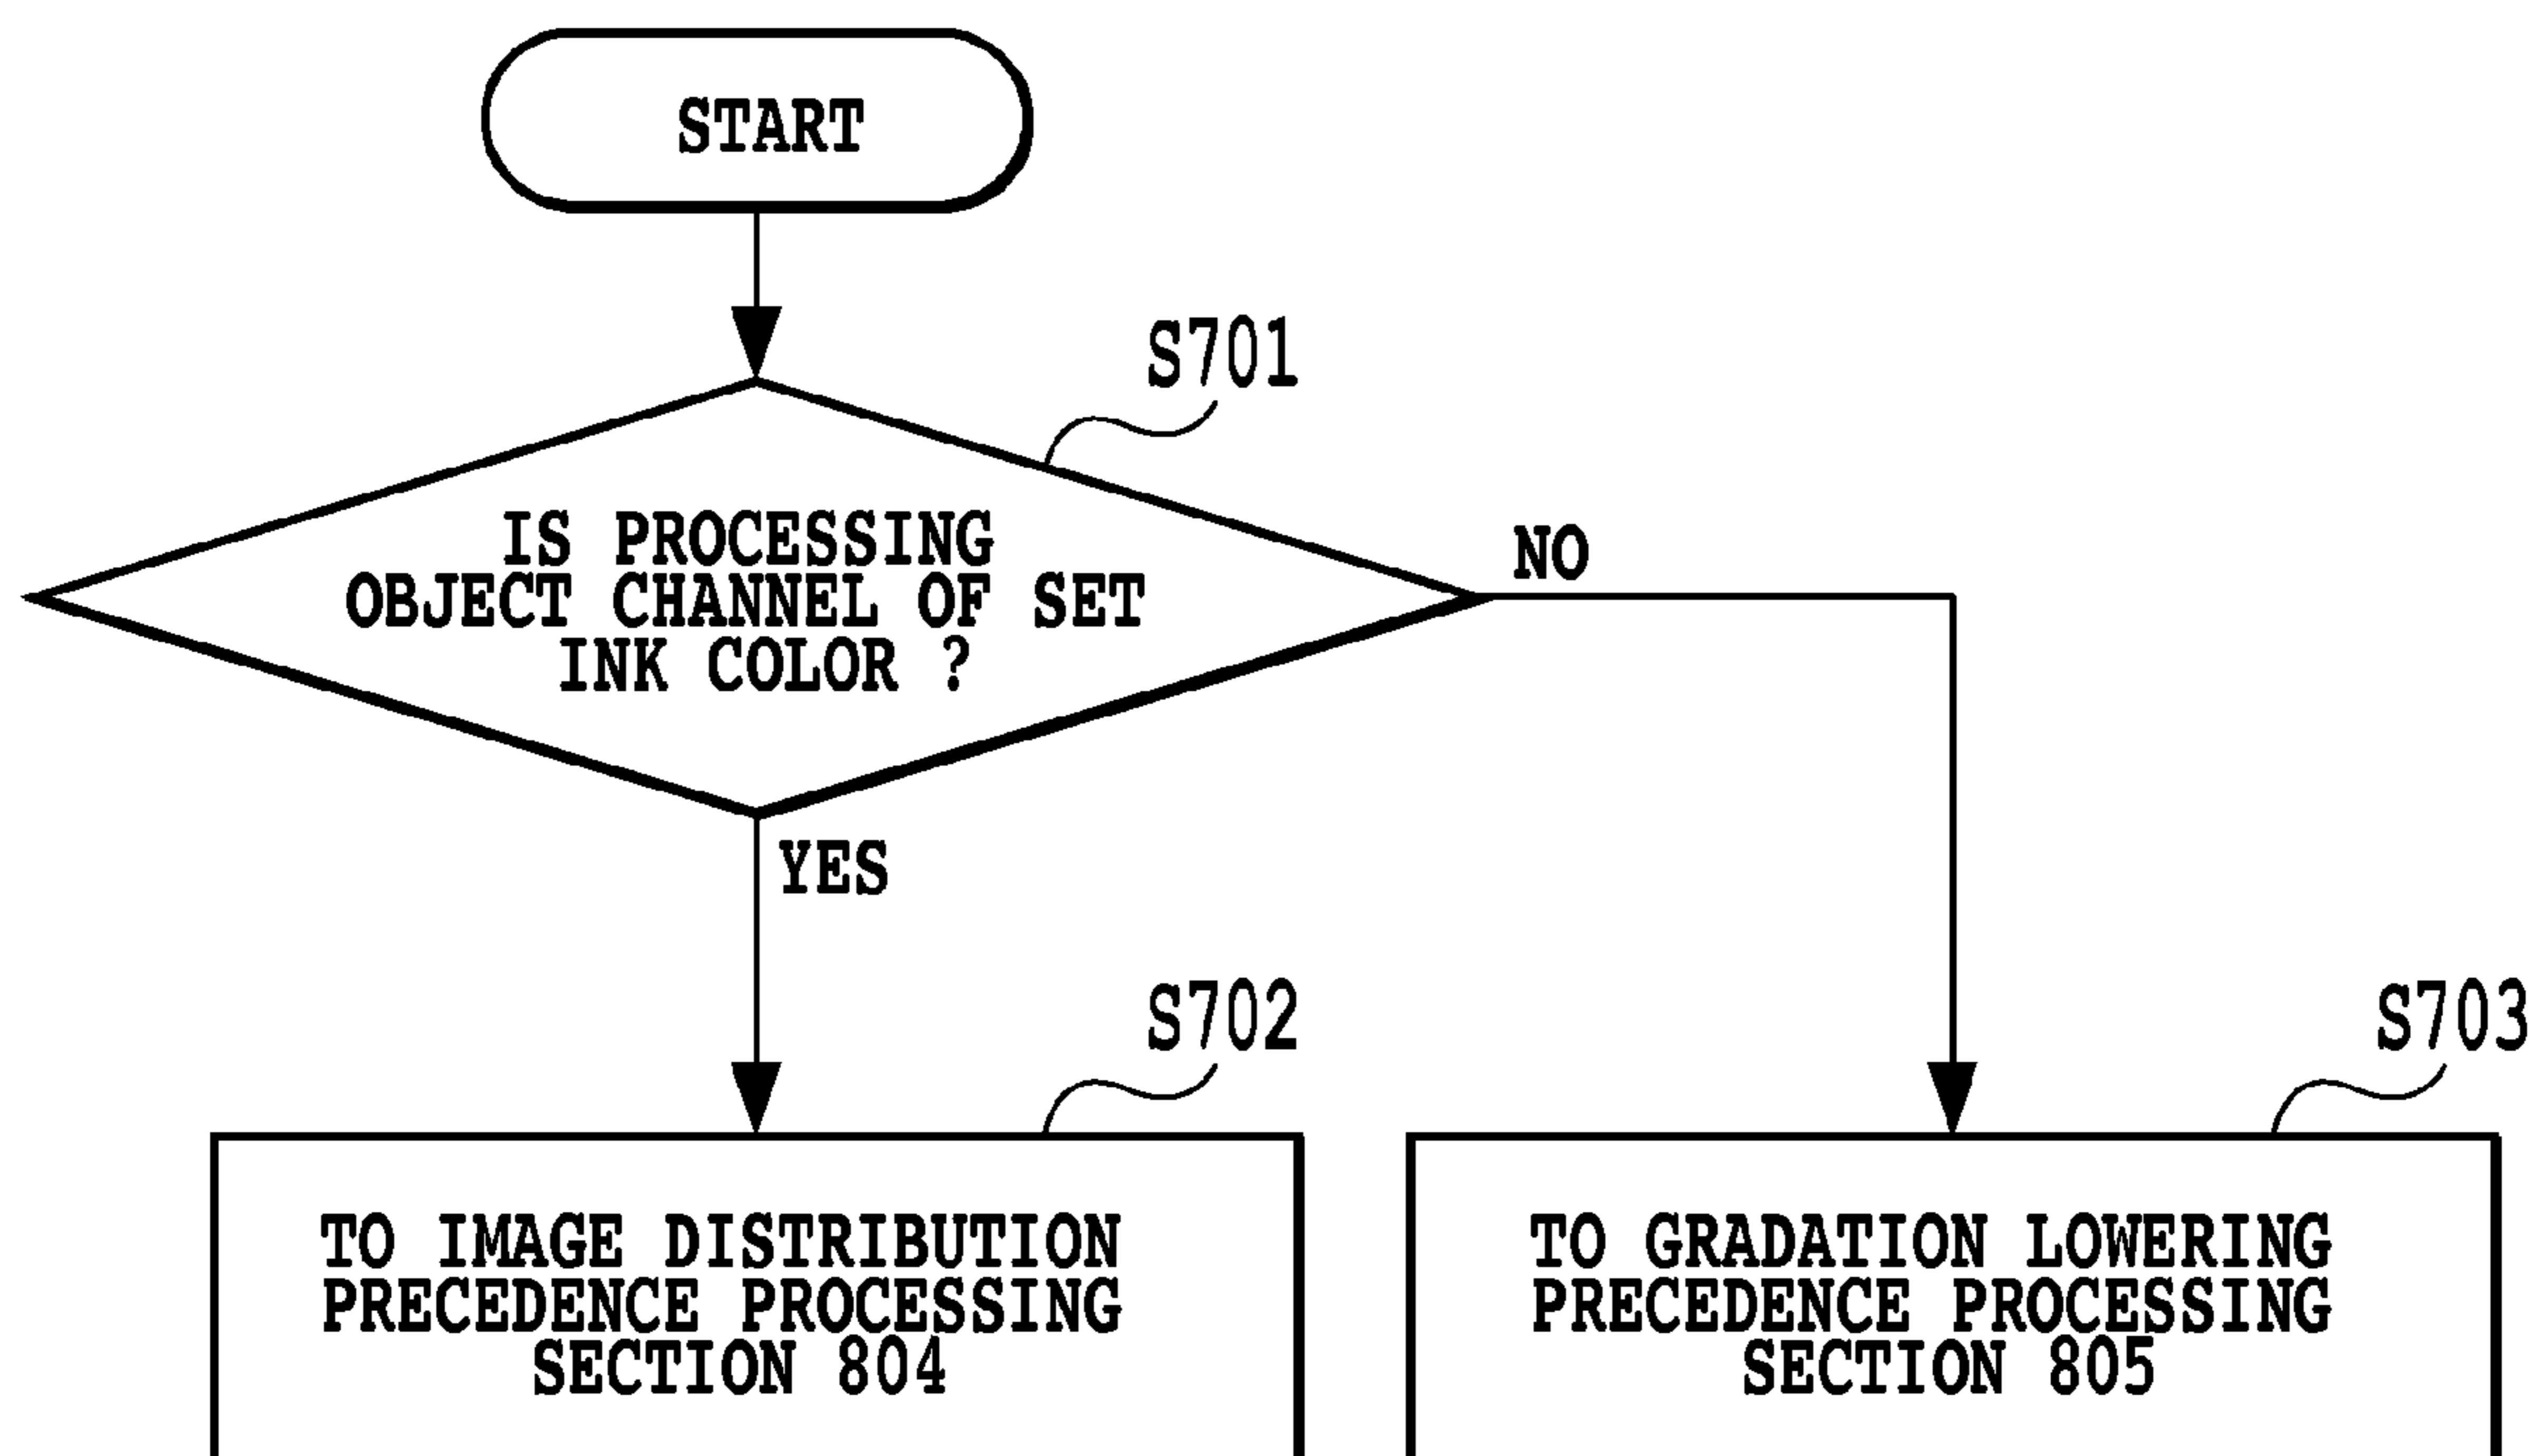 START
S701
IS PROCESSING
OBJECT CHANNEL OF SET
INK COLOR ?
NO
YES
S702
S703
TO IMAGE DISTRIBUTION
PRECEDENCE PROCESSING
SECTION 804
TO GRADATION LOWERING
PRECEDENCE PROCESSING
SECTION 805